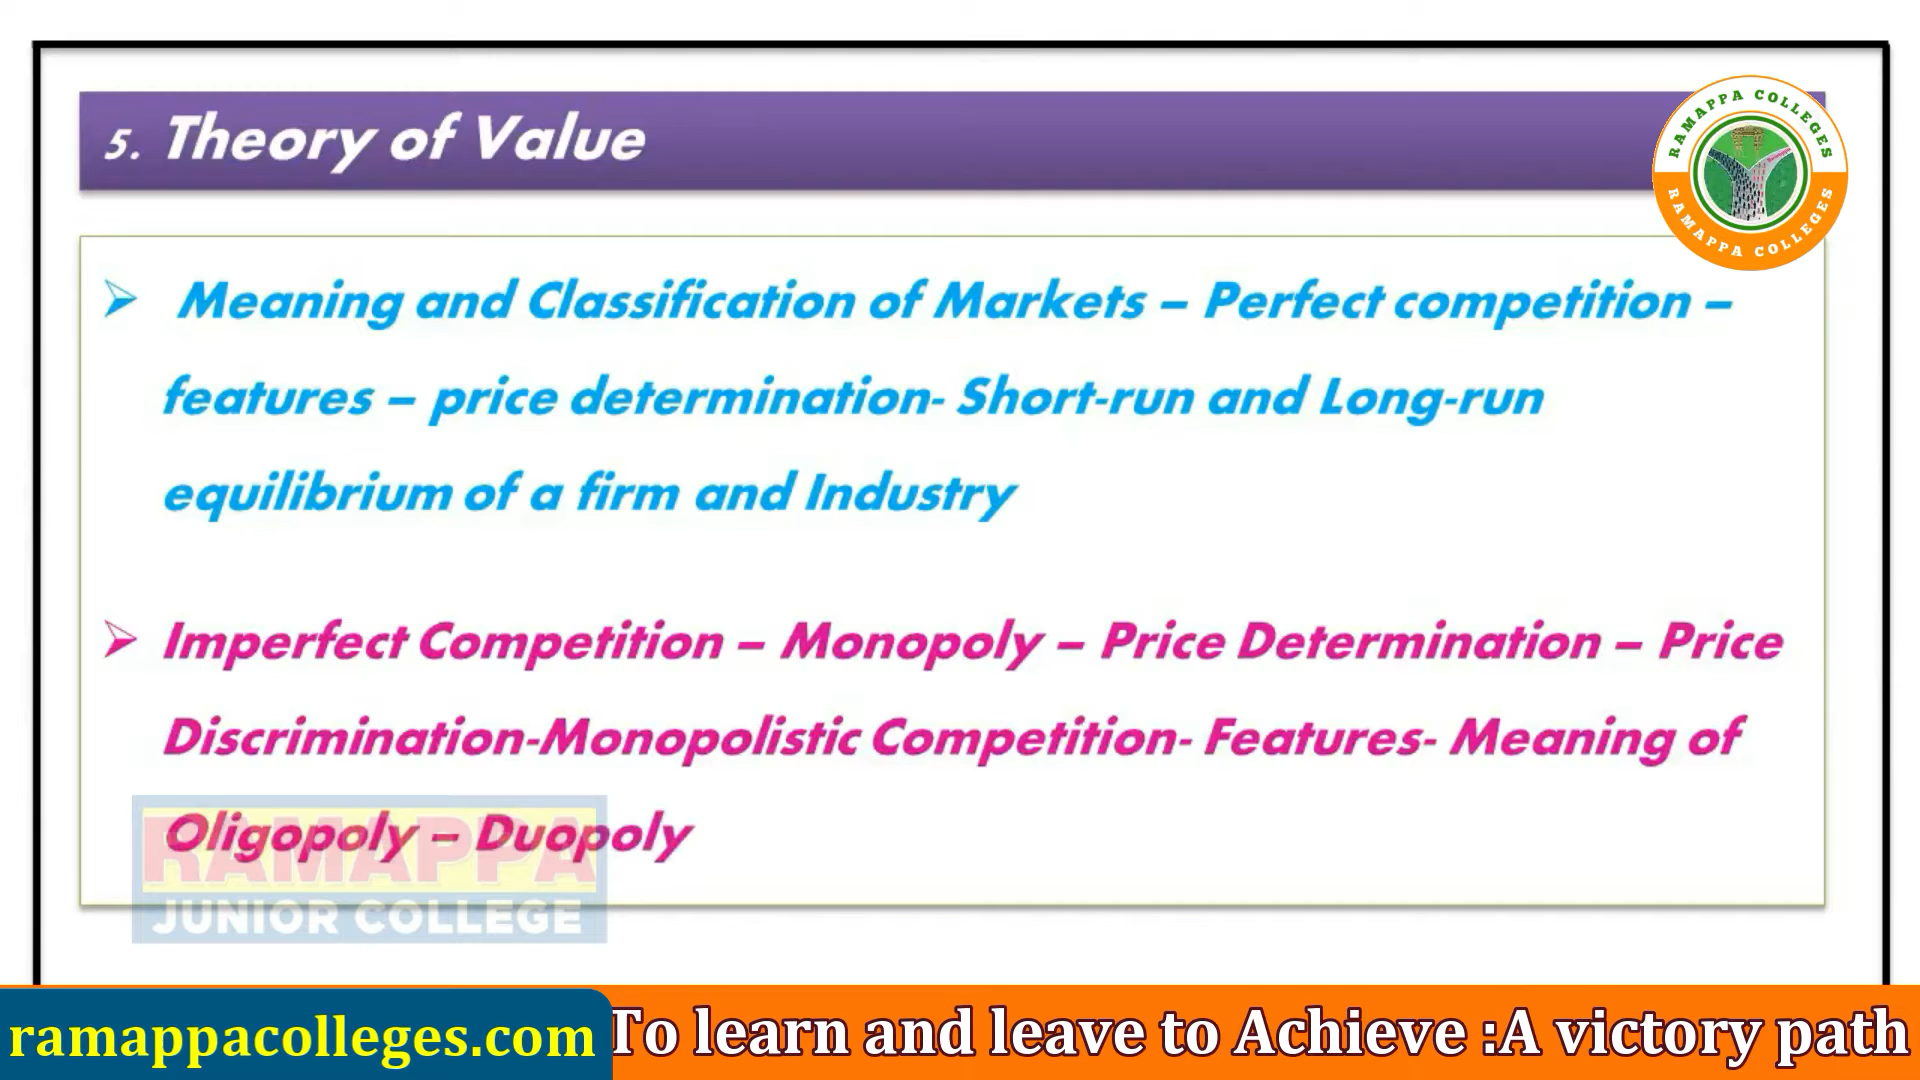 5. Theory of Value
RAMAPPA COLLEGES
RAMAPPA COLLEGES
➢ Meaning and Classification of Markets – Perfect competition –
features – price determination- Short-run and Long-run
equilibrium of a firm and Industry
➢ Imperfect Competition – Monopoly – Price Determination – Price
Discrimination-Monopolistic Competition- Features- Meaning of
Oligopoly – Duopoly
RAMAPPA
JUNIOR COLLEGE
ramappacolleges.com To learn and leave to Achieve :A victory path